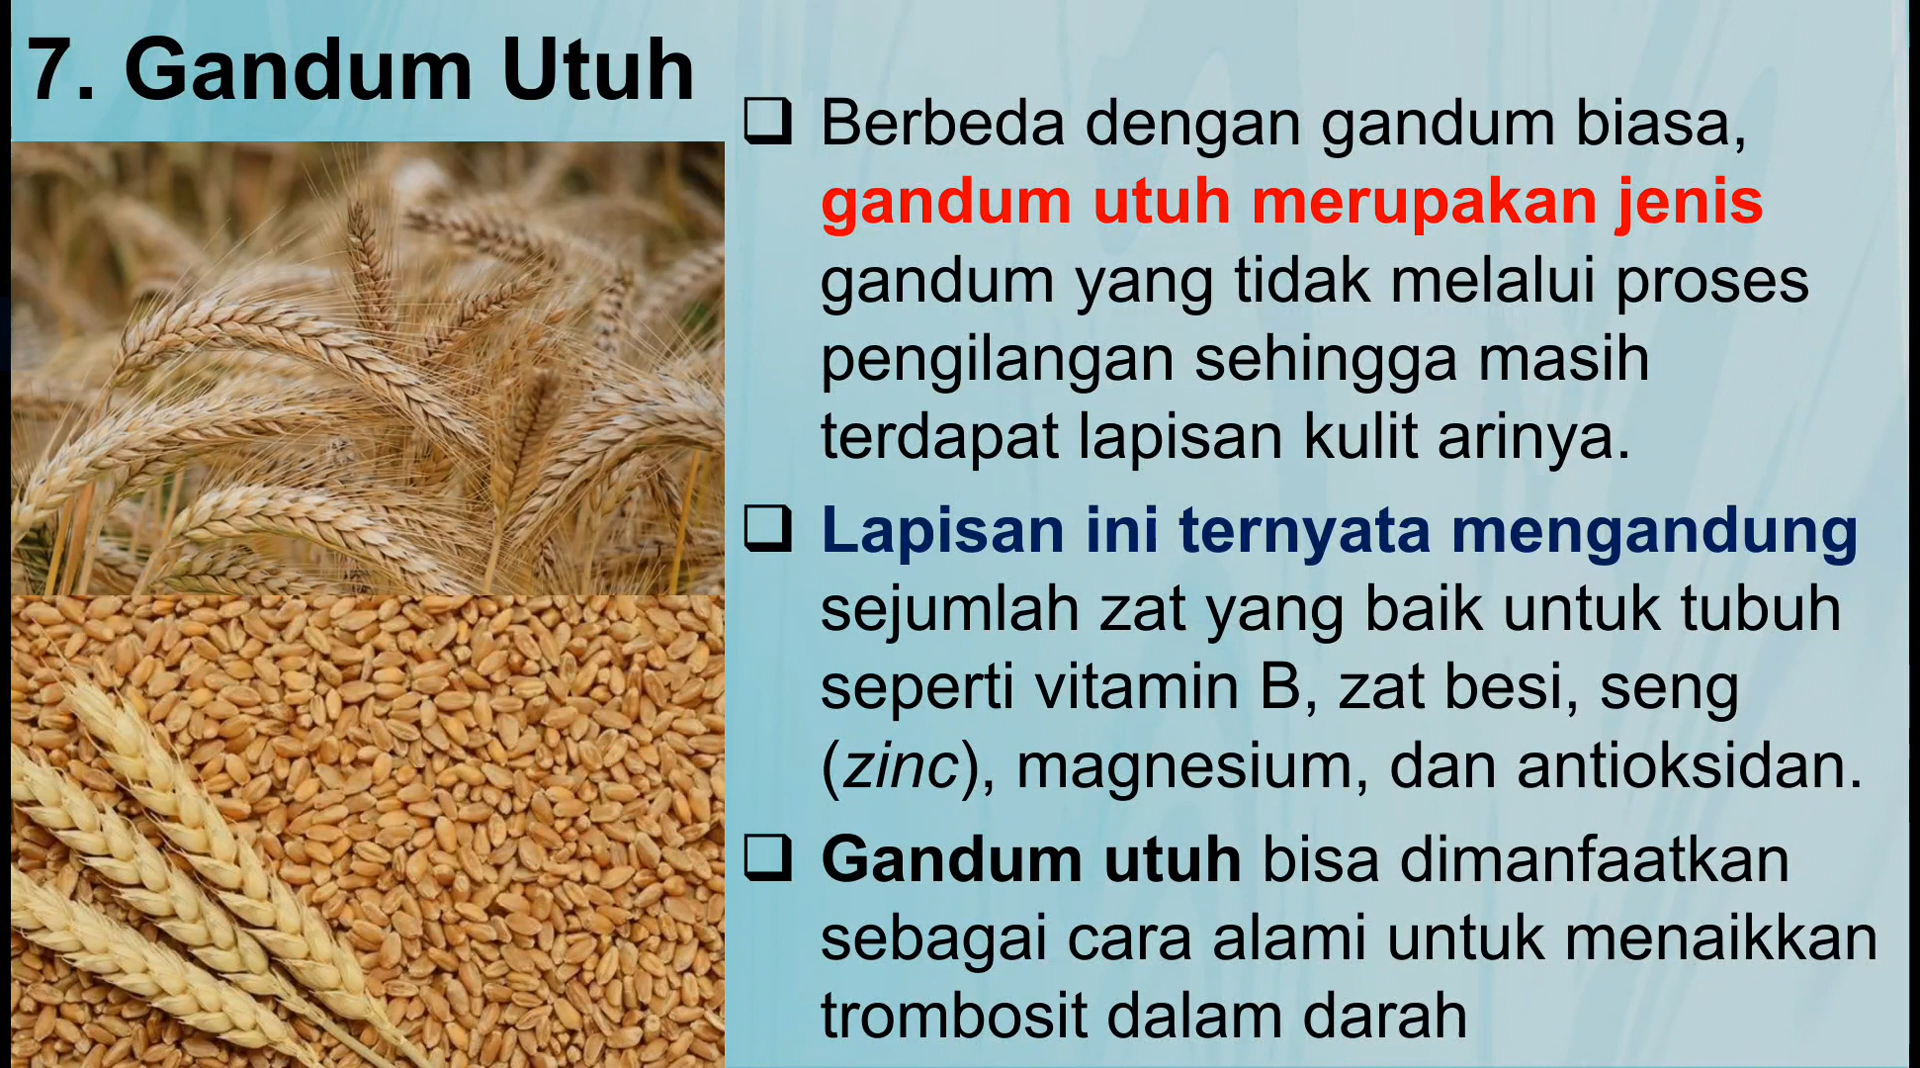 7. Gandum Utuh
❑ Berbeda dengan gandum biasa,
gandum utuh merupakan jenis
gandum yang tidak melalui proses
pengilangan sehingga masih
terdapat lapisan kulit arinya.
❑ Lapisan ini ternyata mengandung
sejumlah zat yang baik untuk tubuh
seperti vitamin B, zat besi, seng
(zinc), magnesium, dan antioksidan.
❑ Gandum utuh bisa dimanfaatkan
sebagai cara alami untuk menaikkan
trombosit dalam darah